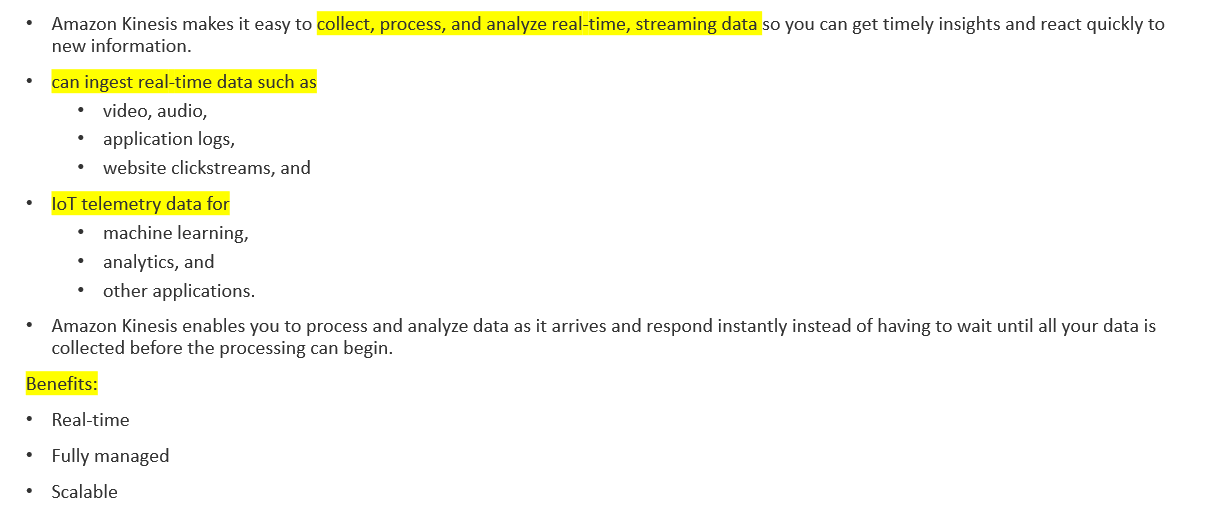 • Amazon Kinesis makes it easy to collect, process, and analyze real-time, streaming data so you can get timely insights and react quickly to
new information.
• can ingest real-time data such as
• video, audio,
• application logs,
• website clickstreams, and
• IoT telemetry data for
• machine learning,
• analytics, and
• other applications.
• Amazon Kinesis enables you to process and analyze data as it arrives and respond instantly instead of having to wait until all your data is
collected before the processing can begin.
Benefits:
• Real-time
• Fully managed
• Scalable